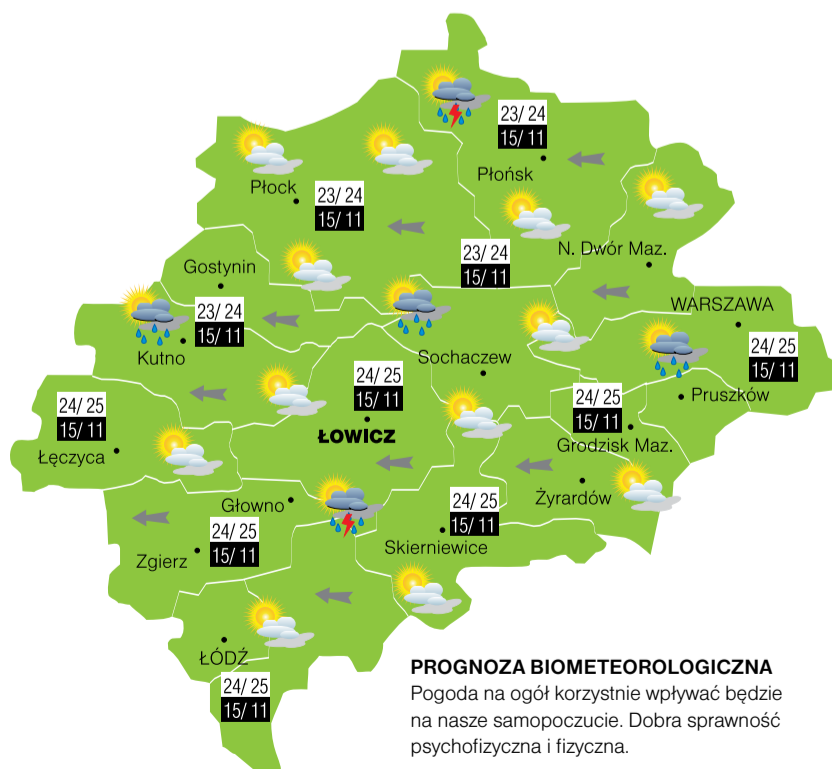 23/ 24
15/ 11
Płońsk
Płock
23/ 24
15/ 11
N. Dwór Maz.
23/ 24
15/ 11
Gostynin
WARSZAWA
23/ 24
15/ 11
Kutno
Sochaczew
24/ 25
15/ 11
Pruszków
24/ 25
15/ 11
ŁOWICZ
24/ 25
15/ 11
Grodzisk Maz.
24/ 25
15/ 11
Łęczyca
Żyrardów
Głowno
24/ 25
15/ 11
Skierniewice
24/ 25
15/ 11
Zgierz
ŁÓDŹ
24/ 25
15/ 11
PROGNOZA BIOMETEOROLOGICZNA
Pogoda na ogół korzystnie wpływać będzie
na nasze samopoczucie. Dobra sprawność
psychofizyczna i fizyczna.